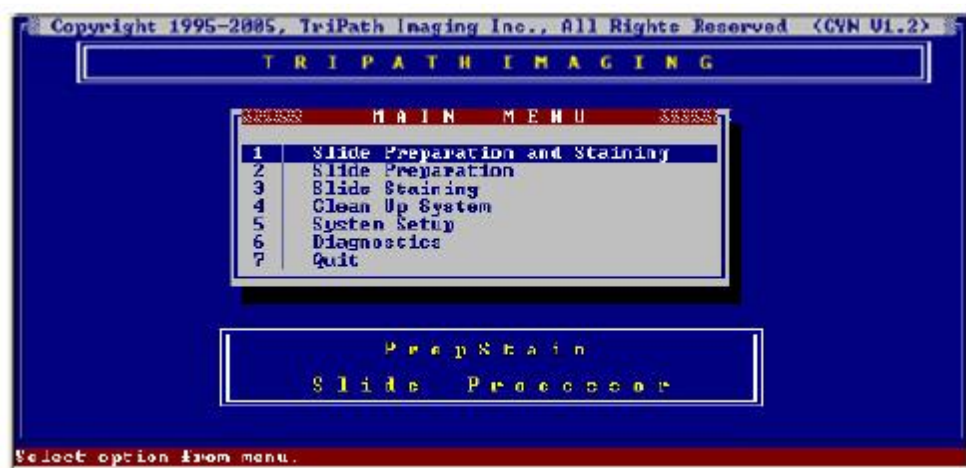 Copyright 1995-2005, TriPath Imaging Inc., All Rights Reserved (GYN V1.2)
T R I P A T H   I M A G I N G
M A I N   M E N U
1 Slide Preparation and Staining
2 Slide Preparation
3 Slide Staining
4 Clean Up System
5 System Setup
6 Diagnostics
7 Quit
P r e p S t a i n
S l i d e   P r o c e s s o r
Select option from menu.